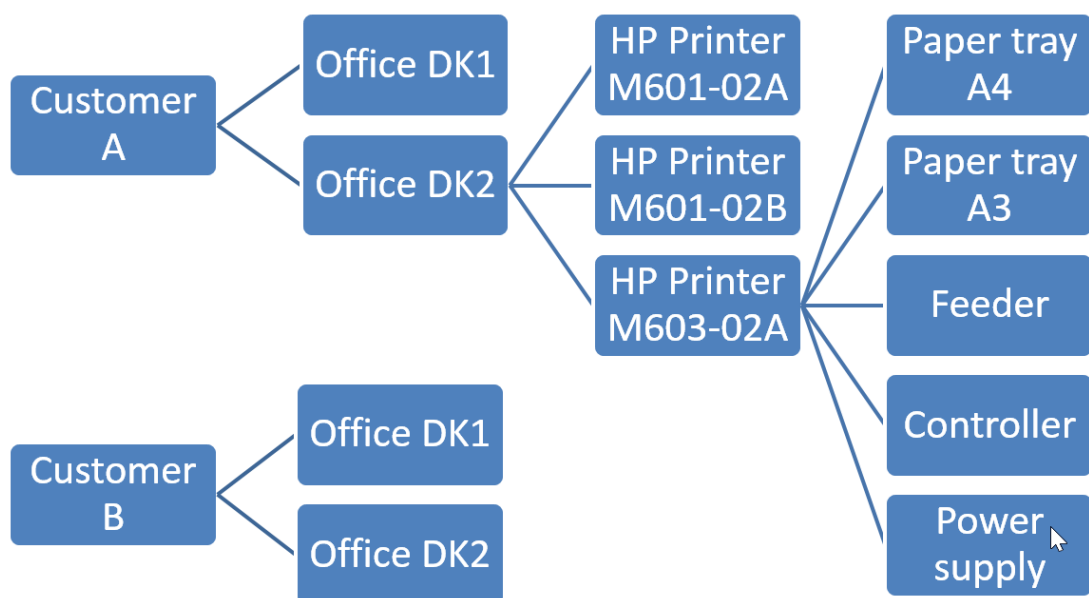 Customer
A
Office DK1
Office DK2
HP Printer
M601-02A
HP Printer
M601-02B
HP Printer
M603-02A
Paper tray
A4
Paper tray
A3
Feeder
Controller
Power
supply
Customer
B
Office DK1
Office DK2